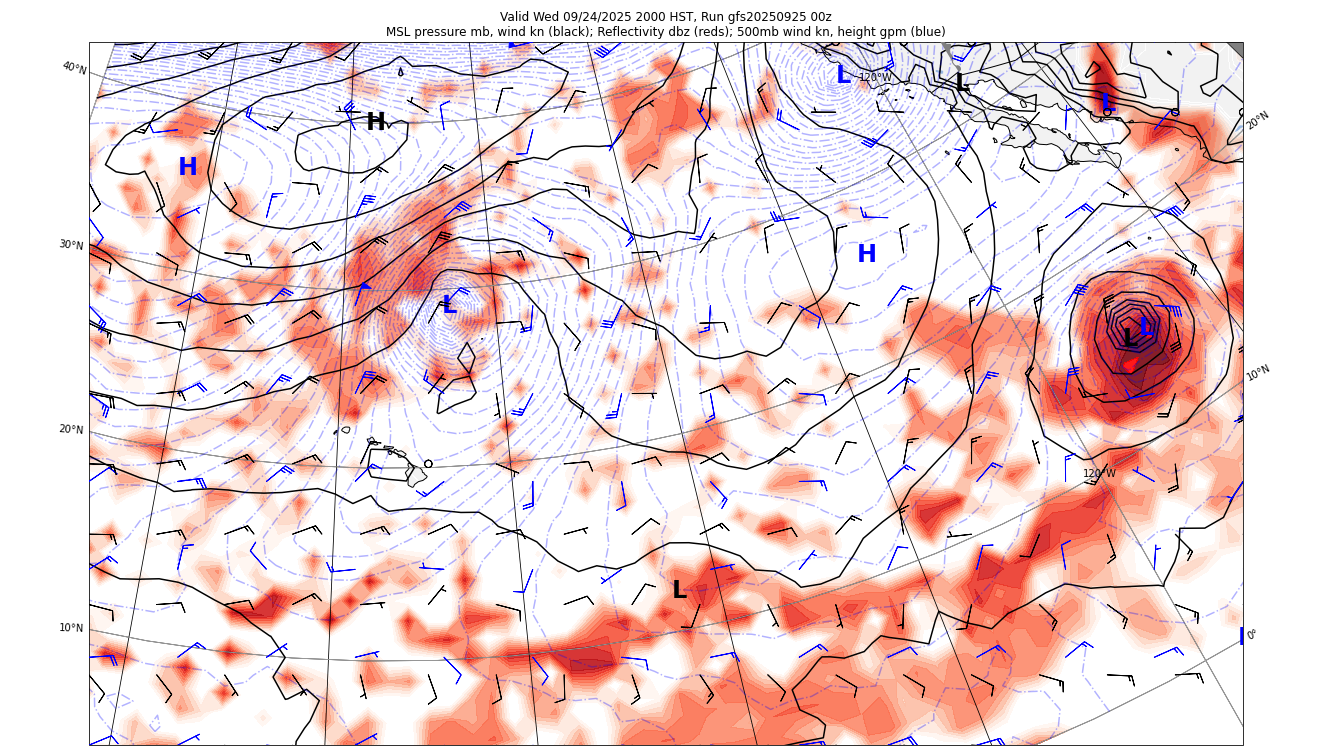 Valid Wed 09/24/2025 2000 HST, Run gfs20250925 00z
MSL pressure mb, wind kn (black); Reflectivity dbz (reds); 500mb wind kn, height gpm (blue)
40°N
L
120°W
L
L
20°N
H
H
30°N
H
L
L
L
10°N
20°N
120°W
L
10°N
0°